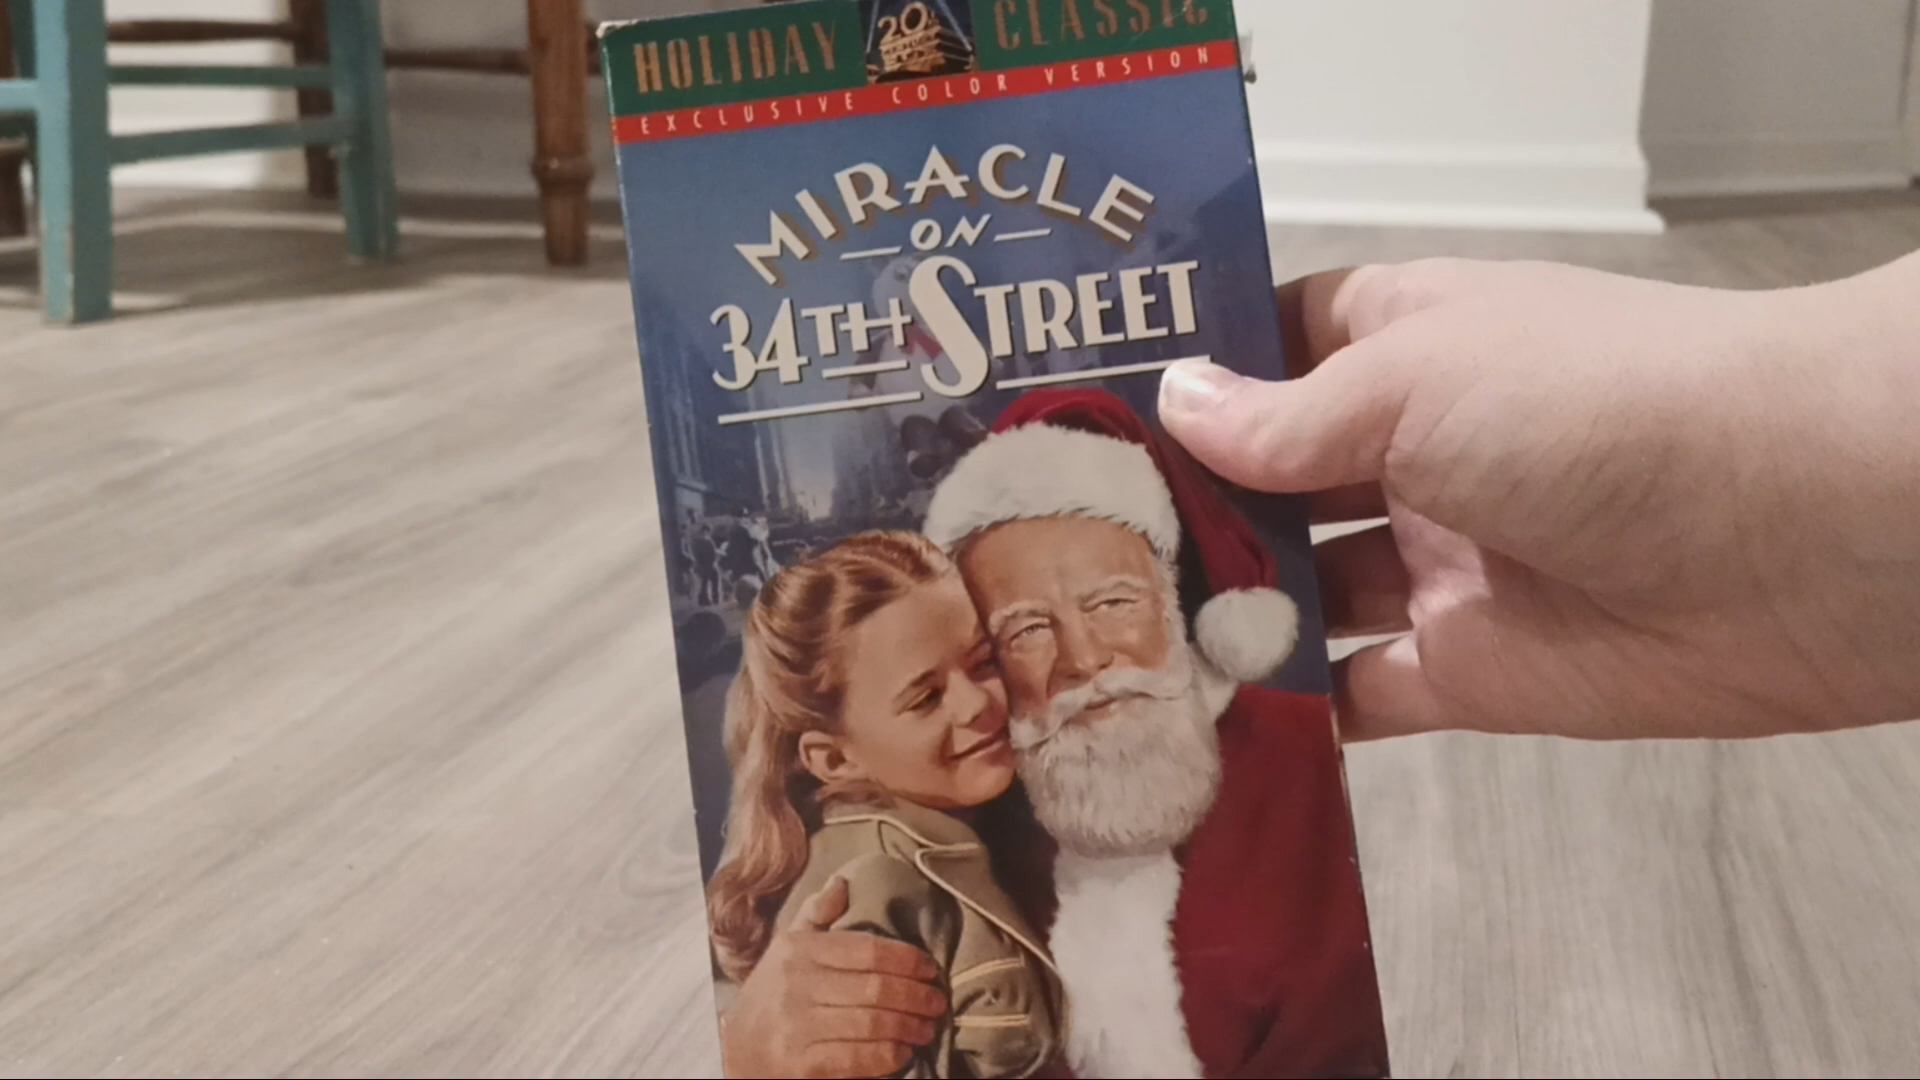 HOLIDAY
20th
CENTURY
FOX
CLASSIC
EXCLUSIVE COLOR VERSION
MIRACLE
ON
34TH STREET